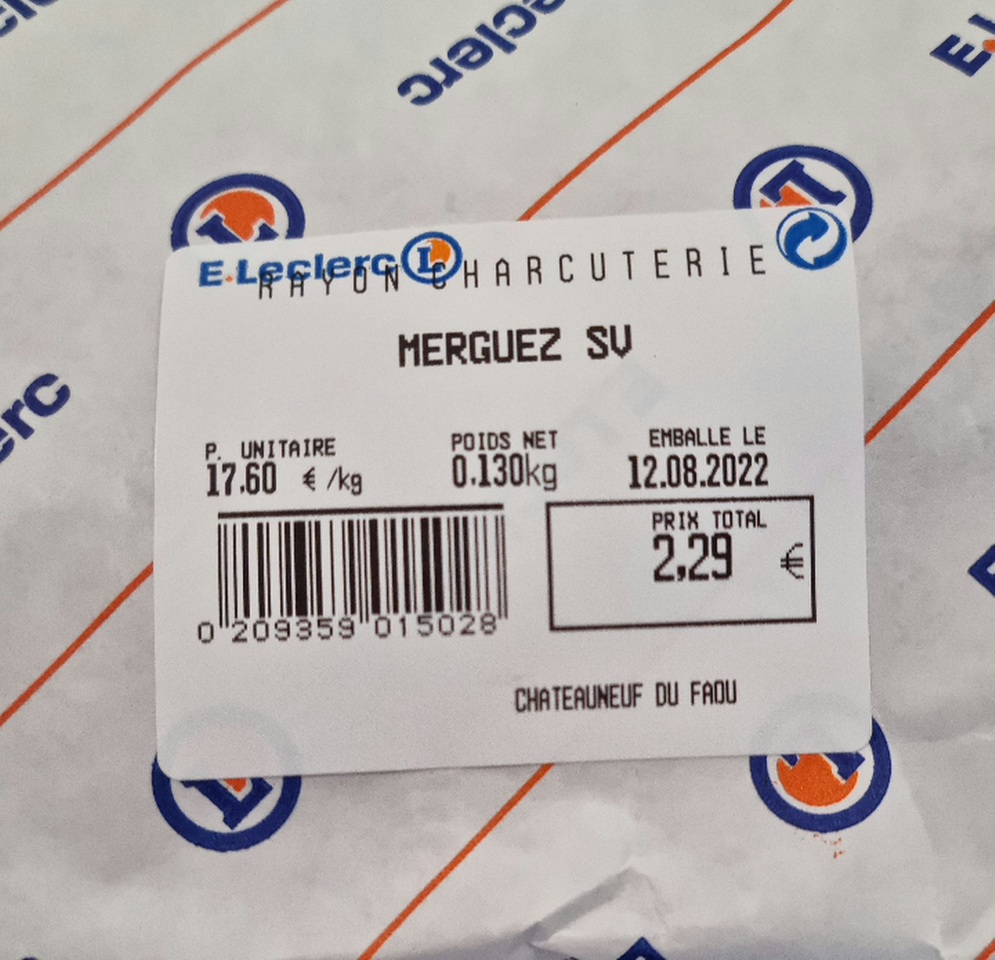 Leclerc
E.Leclerc
RAYON CHARCUTERIE
MERGUEZ SV
P. UNITAIRE
17.60 € /kg
POIDS NET
0.130kg
EMBALLE LE
12.08.2022
PRIX TOTAL
2,29 €
0 209359 015028
CHATEAUNEUF DU FAOU